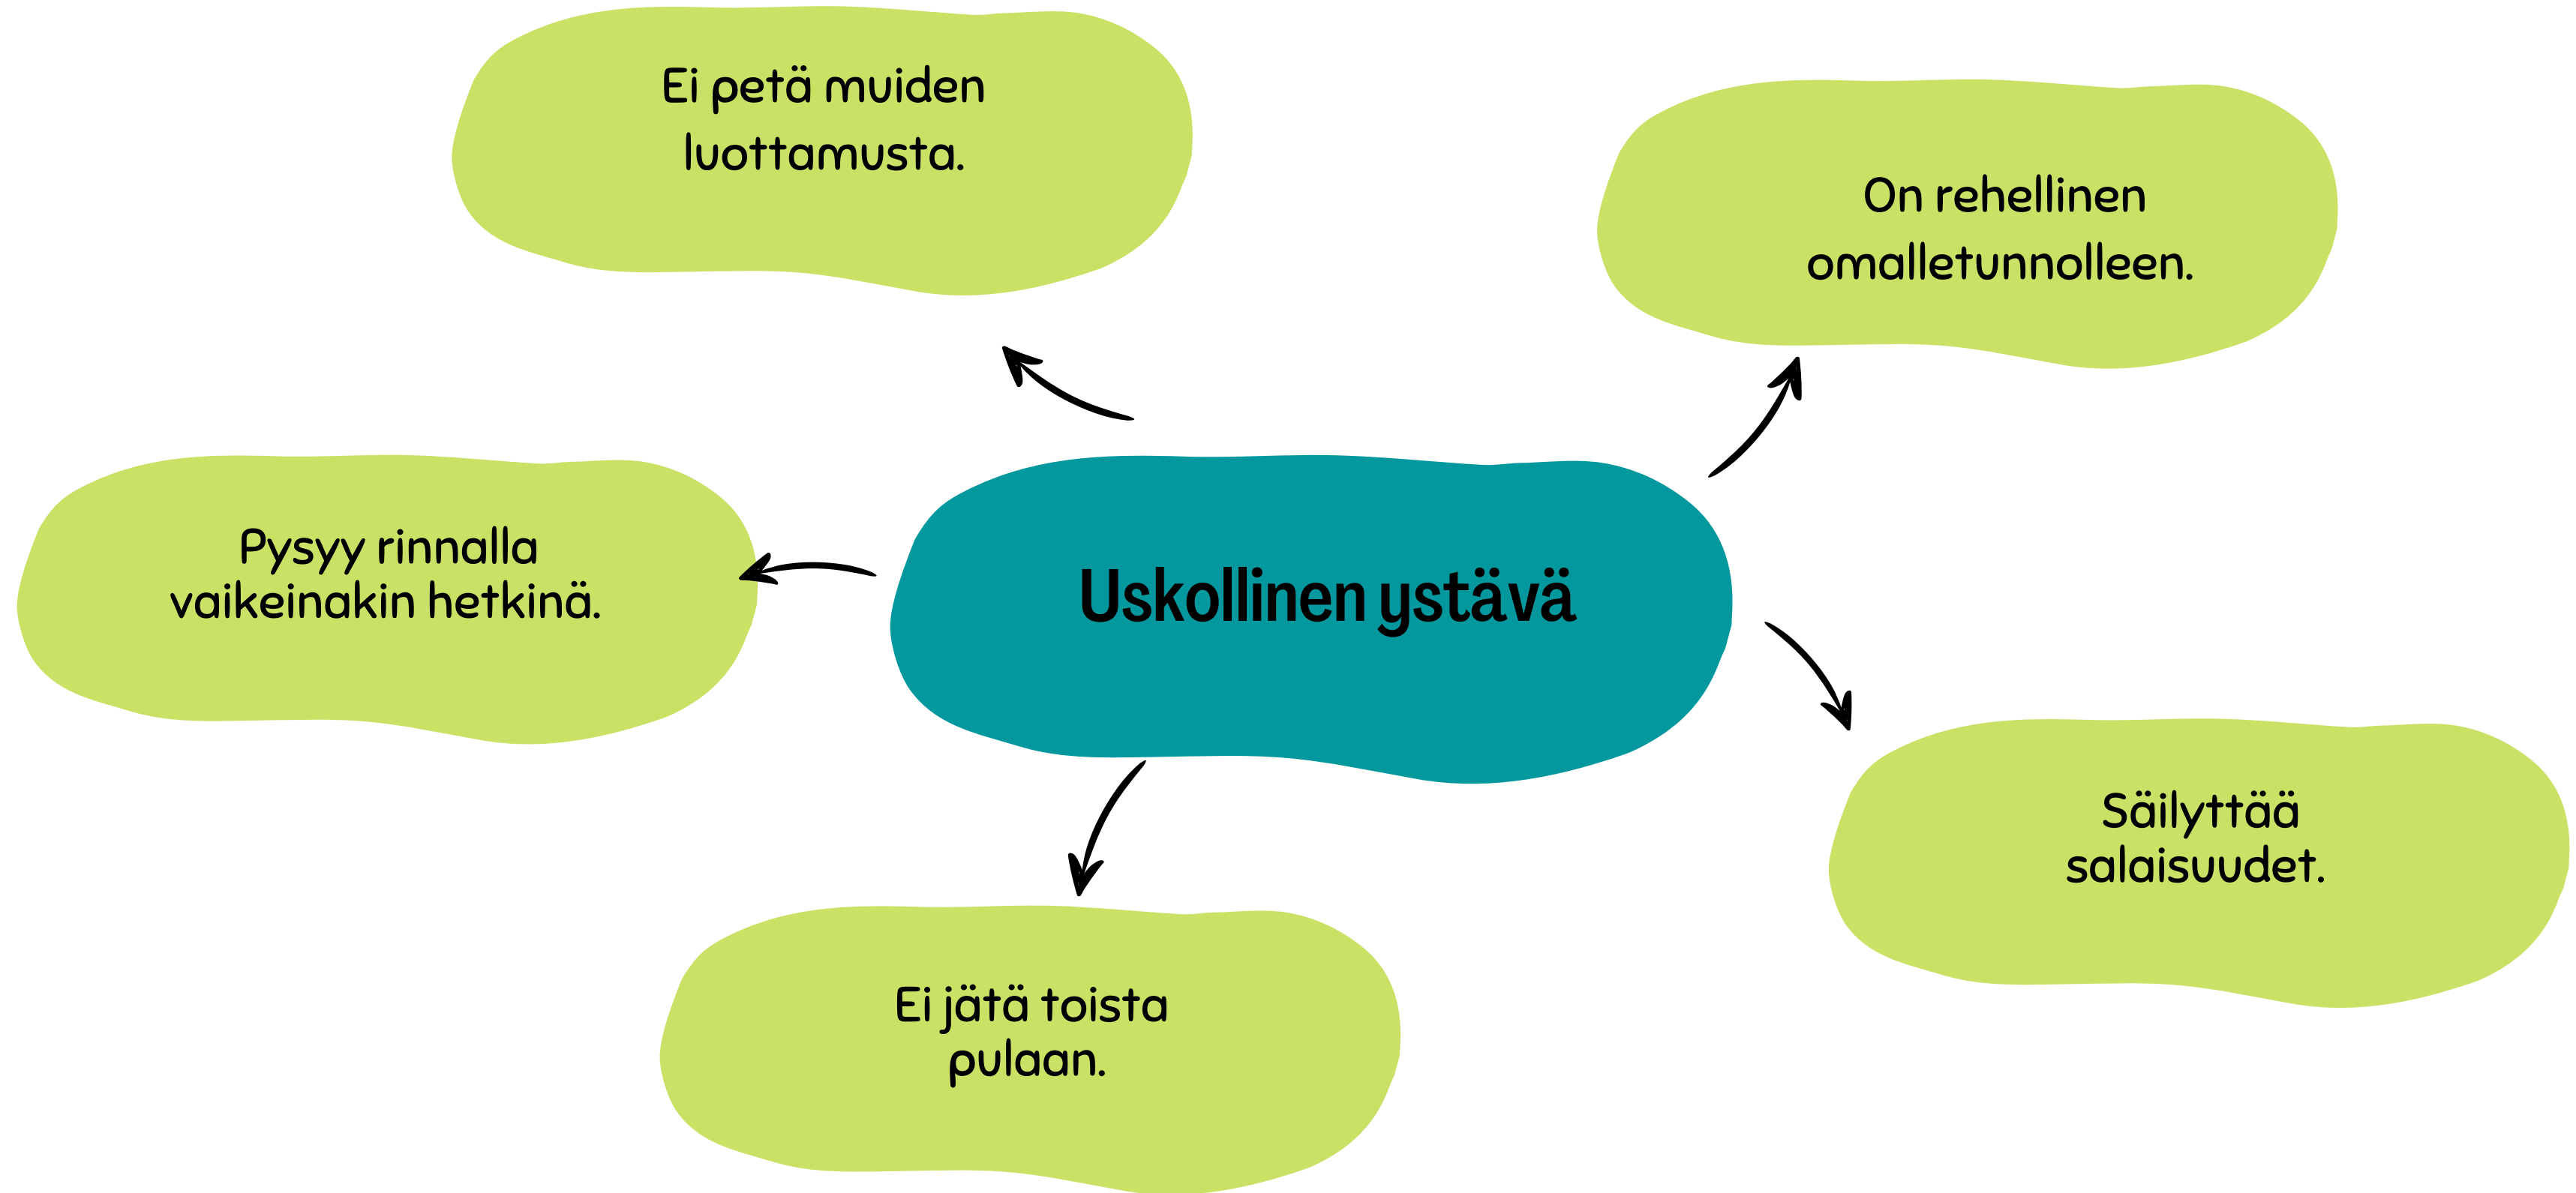 Ei petä muiden
luottamusta.
On rehellinen
omalletunnolleen.
Pysyy rinnalla
vaikeinakin hetkinä.
Uskollinen ystävä
Säilyttää
salaisuudet.
Ei jätä toista
pulaan.